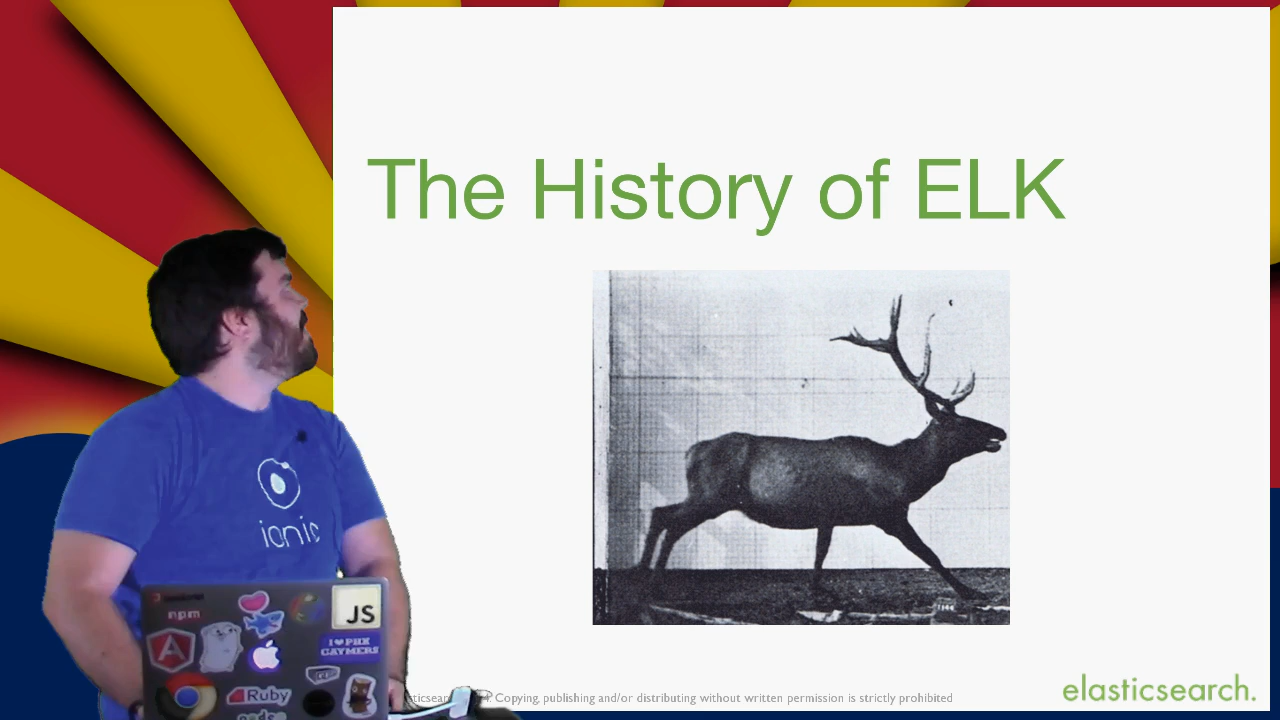 The History of ELK
ionic
npm
JS
I ♥ PHX
GAYMERS
Ruby
Copying, publishing and/or distributing without written permission is strictly prohibited
elasticsearch.